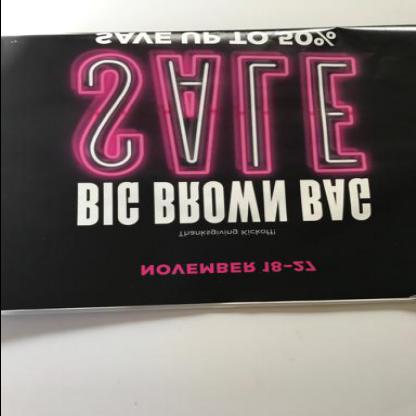 NOVEMBER 18-27
Thanksgiving Kickoff!
BIG BROWN BAG
SALE
SAVE UP TO 50%